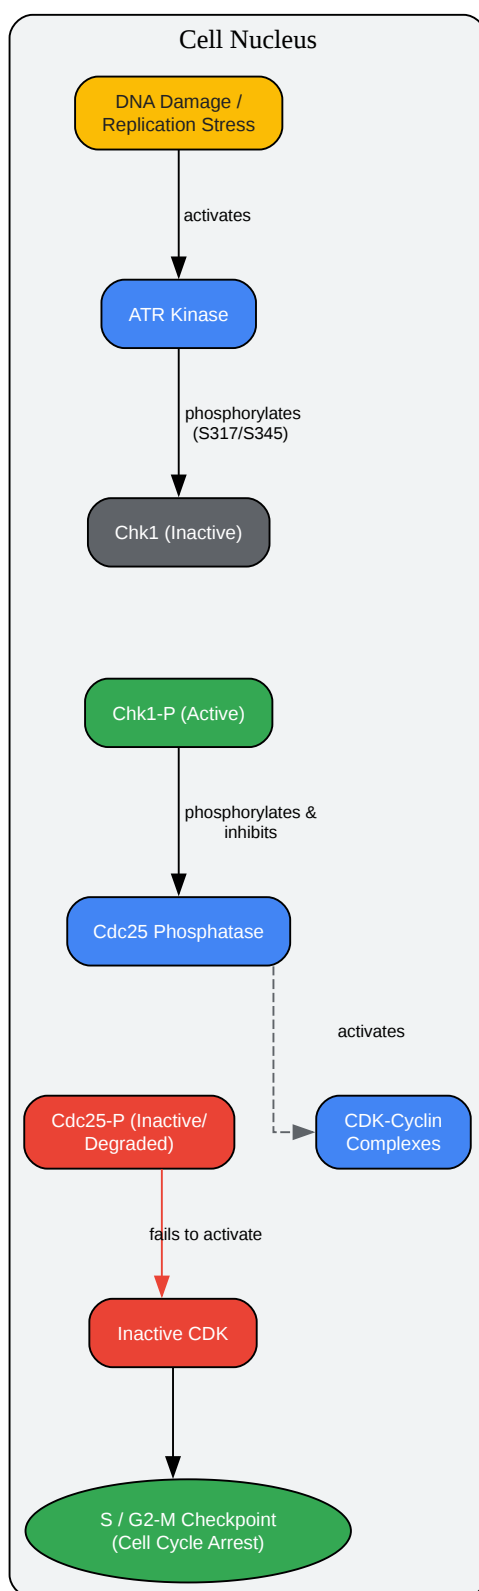 Cell Nucleus
DNA Damage /
Replication Stress
activates
ATR Kinase
phosphorylates
(S317/S345)
Chk1 (Inactive)
Chk1-P (Active)
phosphorylates &
inhibits
Cdc25 Phosphatase
activates
Cdc25-P (Inactive/
Degraded)
CDK-Cyclin
Complexes
fails to activate
Inactive CDK
S / G2-M Checkpoint
(Cell Cycle Arrest)